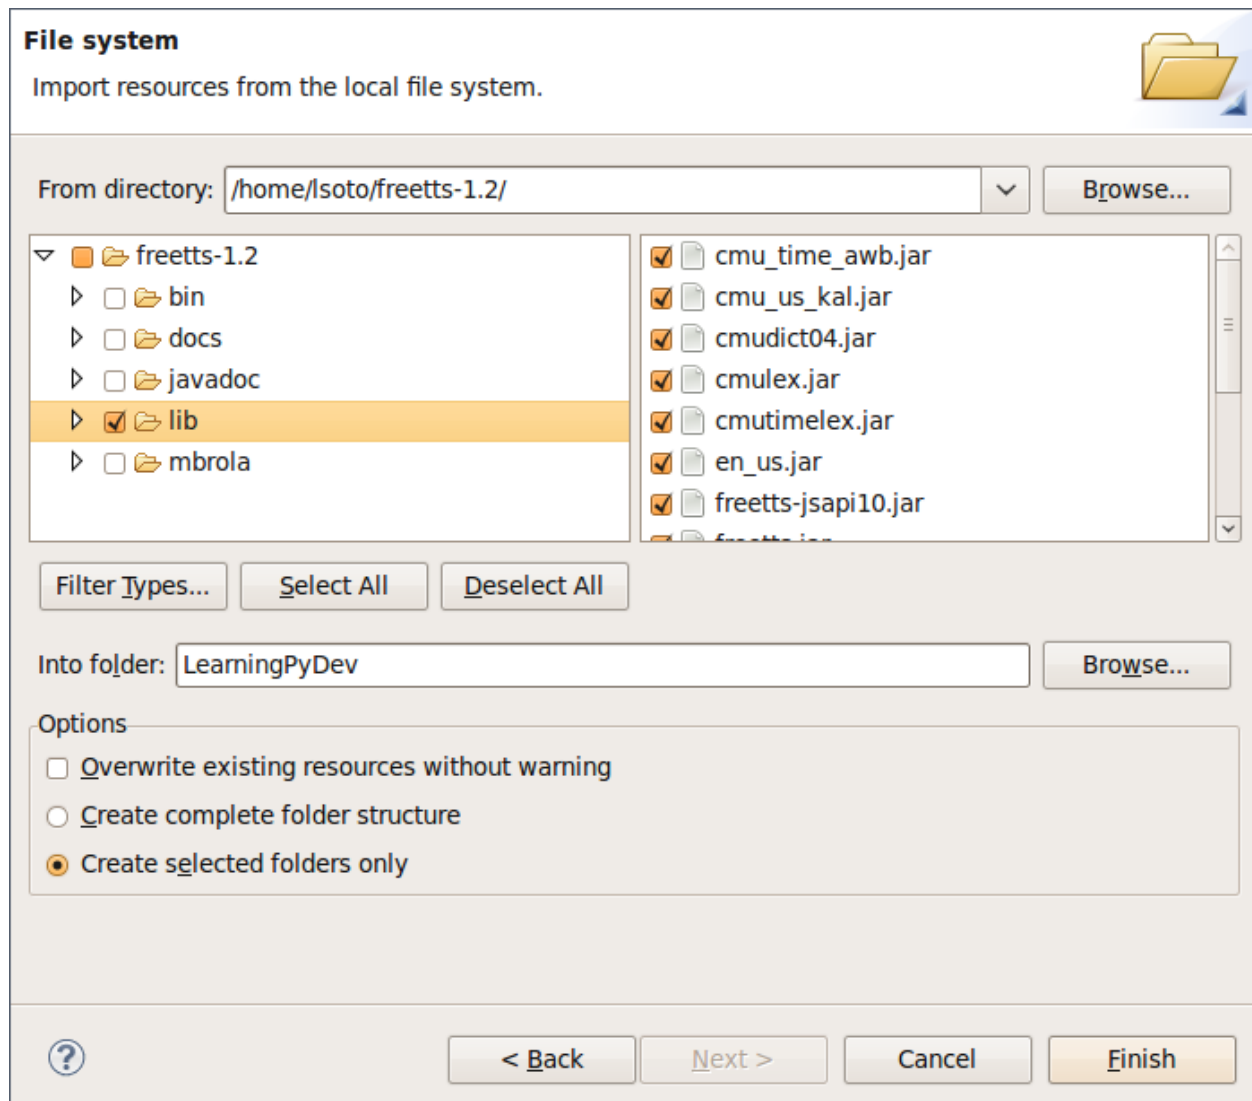 File system
Import resources from the local file system.
From directory: /home/lsoto/freetts-1.2/ Browse...
freetts-1.2
bin
docs
javadoc
lib
mbrola
cmu_time_awb.jar
cmu_us_kal.jar
cmudict04.jar
cmulex.jar
cmutimelex.jar
en_us.jar
freetts-jsapi10.jar
Filter Types... Select All Deselect All
Into folder: LearningPyDev Browse...
Options
Overwrite existing resources without warning
Create complete folder structure
Create selected folders only
? < Back Next > Cancel Finish